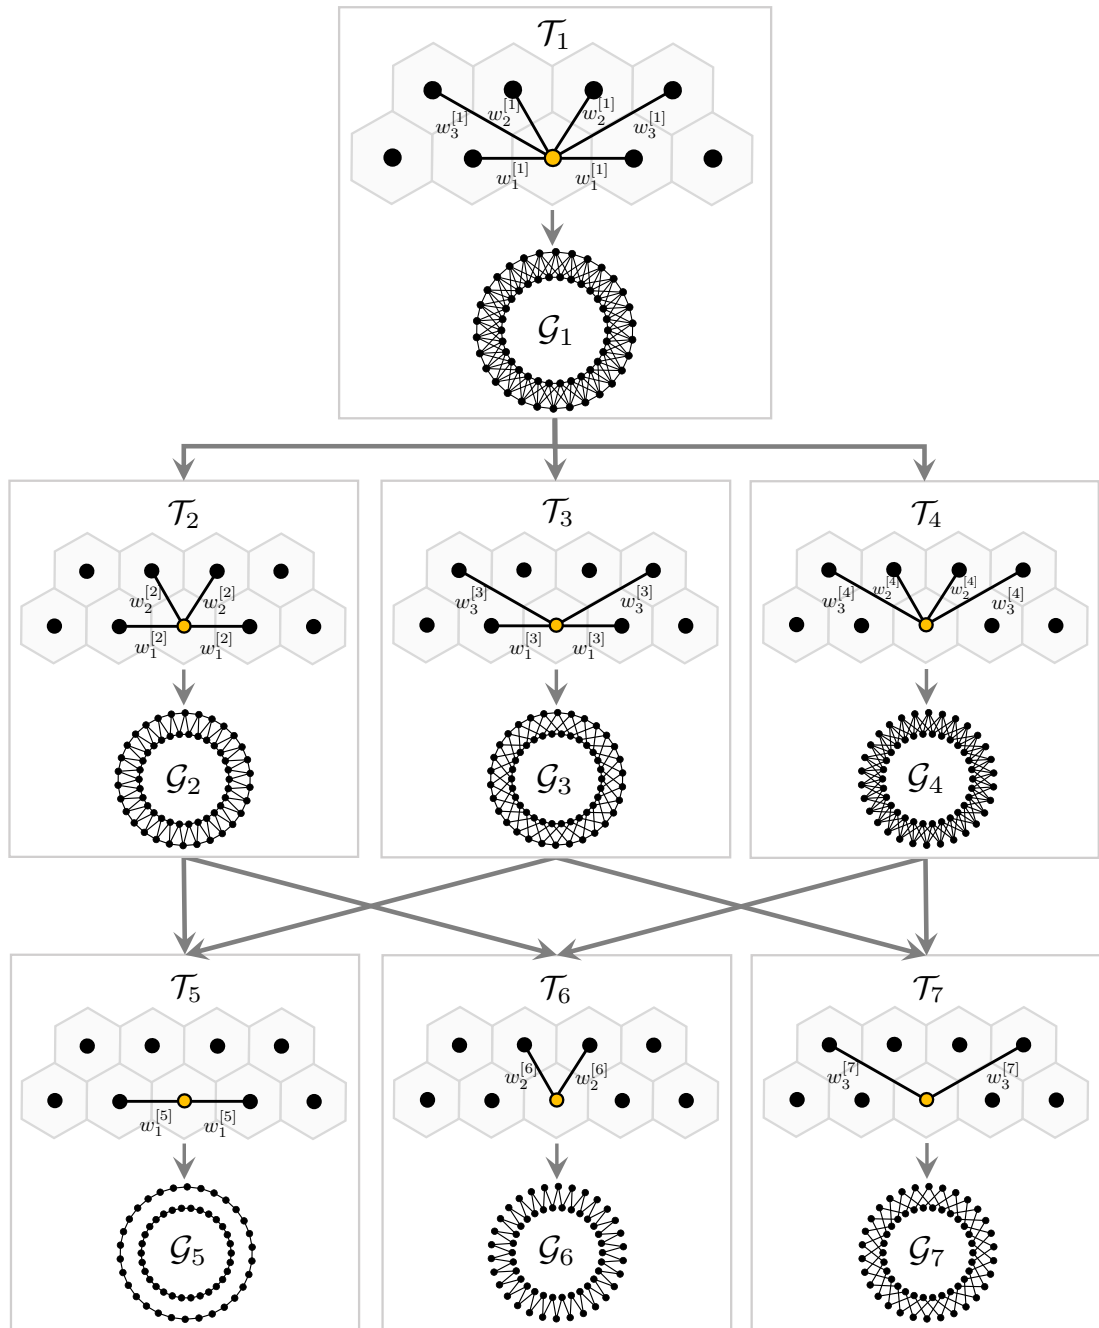 𝒯₁
w₃^[1] w₂^[1] w₂^[1] w₃^[1]
w₁^[1] w₁^[1]
𝒢₁
𝒯₂ 𝒯₃ 𝒯₄
w₂^[2] w₂^[2] w₃^[3] w₃^[3] w₃^[4] w₂^[4] w₂^[4] w₃^[4]
w₁^[2] w₁^[2] w₁^[3] w₁^[3]
𝒢₂ 𝒢₃ 𝒢₄
𝒯₅ 𝒯₆ 𝒯₇
w₂^[6] w₂^[6] w₃^[7] w₃^[7]
w₁^[5] w₁^[5]
𝒢₅ 𝒢₆ 𝒢₇